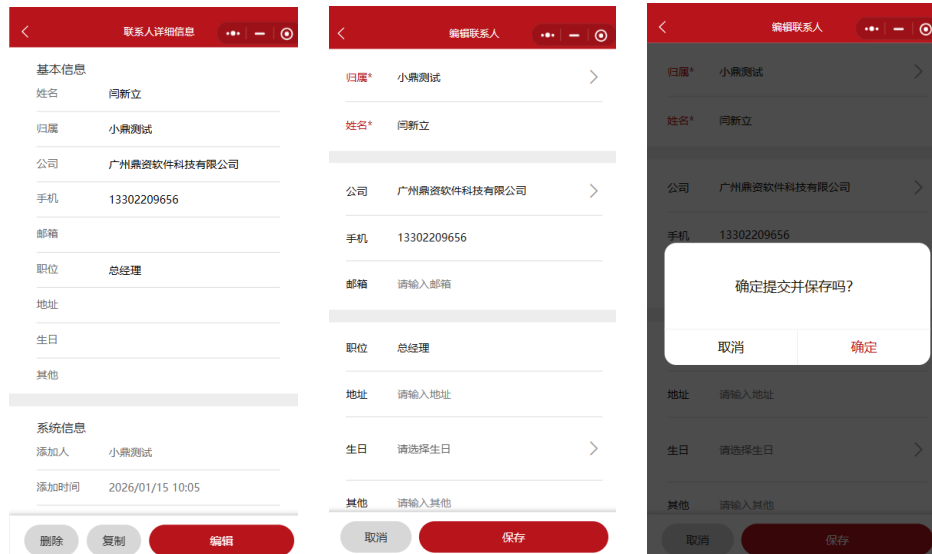 联系人详细信息
基本信息
姓名 闫新立
归属 小鼎测试
公司 广州鼎资软件科技有限公司
手机 13302209656
邮箱
职位 总经理
地址
生日
其他
系统信息
添加人 小鼎测试
添加时间 2026/01/15 10:05
删除 复制 编辑
编辑联系人
归属* 小鼎测试
姓名* 闫新立
公司 广州鼎资软件科技有限公司
手机 13302209656
邮箱 请输入邮箱
职位 总经理
地址 请输入地址
生日 请选择生日
其他 请输入其他
取消 保存
编辑联系人
归属* 小鼎测试
姓名* 闫新立
公司 广州鼎资软件科技有限公司
手机 13302209656
确定提交并保存吗?
取消 确定
地址 请输入地址
生日 请选择生日
其他 请输入其他
取消 保存